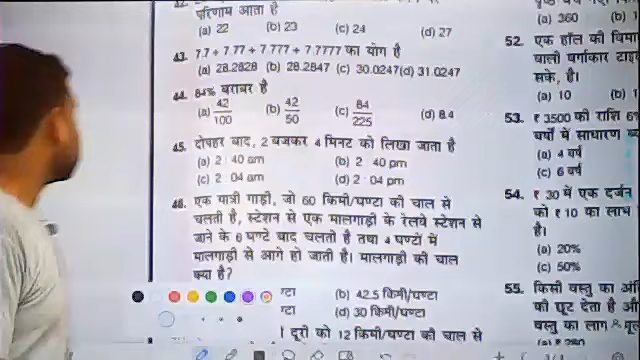 परिणाम आता है
(a) 22 (b) 23 (c) 24 (d) 27
43. 7.7 + 7.77 + 7.777 + 7.7777 का योग है
(a) 28.2828 (b) 28.2847 (c) 30.0247 (d) 31.0247
44. 84% बराबर है
(a) 42/100 (b) 42/50 (c) 84/225 (d) 8.4
45. दोपहर बाद, 2 बजकर 4 मिनट को लिखा जाता है
(a) 2 : 40 am (b) 2 : 40 pm
(c) 2 : 04 am (d) 2 : 04 pm
46. एक यात्री गाड़ी, जो 60 किमी/घण्टा की चाल से
चलती है, स्टेशन से एक मालगाड़ी के रेलवे स्टेशन से
जाने के 6 घण्टे बाद चलती है तथा 4 घण्टों में
मालगाड़ी से आगे हो जाती है। मालगाड़ी की चाल
क्या है?
(b) 42.5 किमी/घण्टा
(d) 30 किमी/घण्टा
दूरी को 12 किमी/घण्टा की चाल से
(a) 360 (b)
52. एक हॉल की
वाली वर्गाकार
सकें, है।
(a) 10 (b)
53. ₹ 3500 की राशि
वर्षों में साधारण
(a) 4 वर्ष
(c) 6 वर्ष
54. ₹ 30 में एक दर्जन
को ₹ 10 का लाभ
है।
(a) 20%
(c) 50%
55. किसी वस्तु का
की छूट देता है
वस्तु का लागत